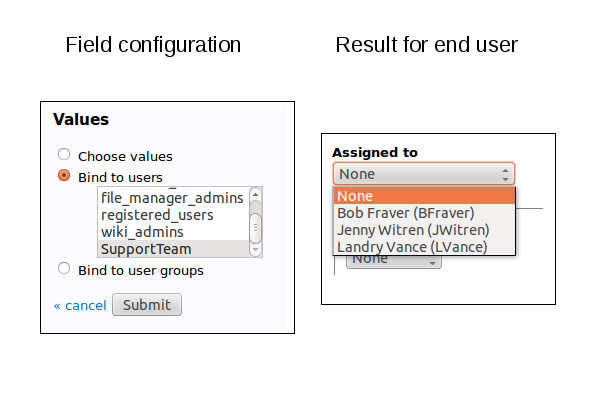 Field configuration
Result for end user
Values
Choose values
Bind to users
file_manager_admins
registered_users
wiki_admins
SupportTeam
Bind to user groups
« cancel
Submit
Assigned to
None
None
Bob Fraver (BFraver)
Jenny Witren (JWitren)
Landry Vance (LVance)
None